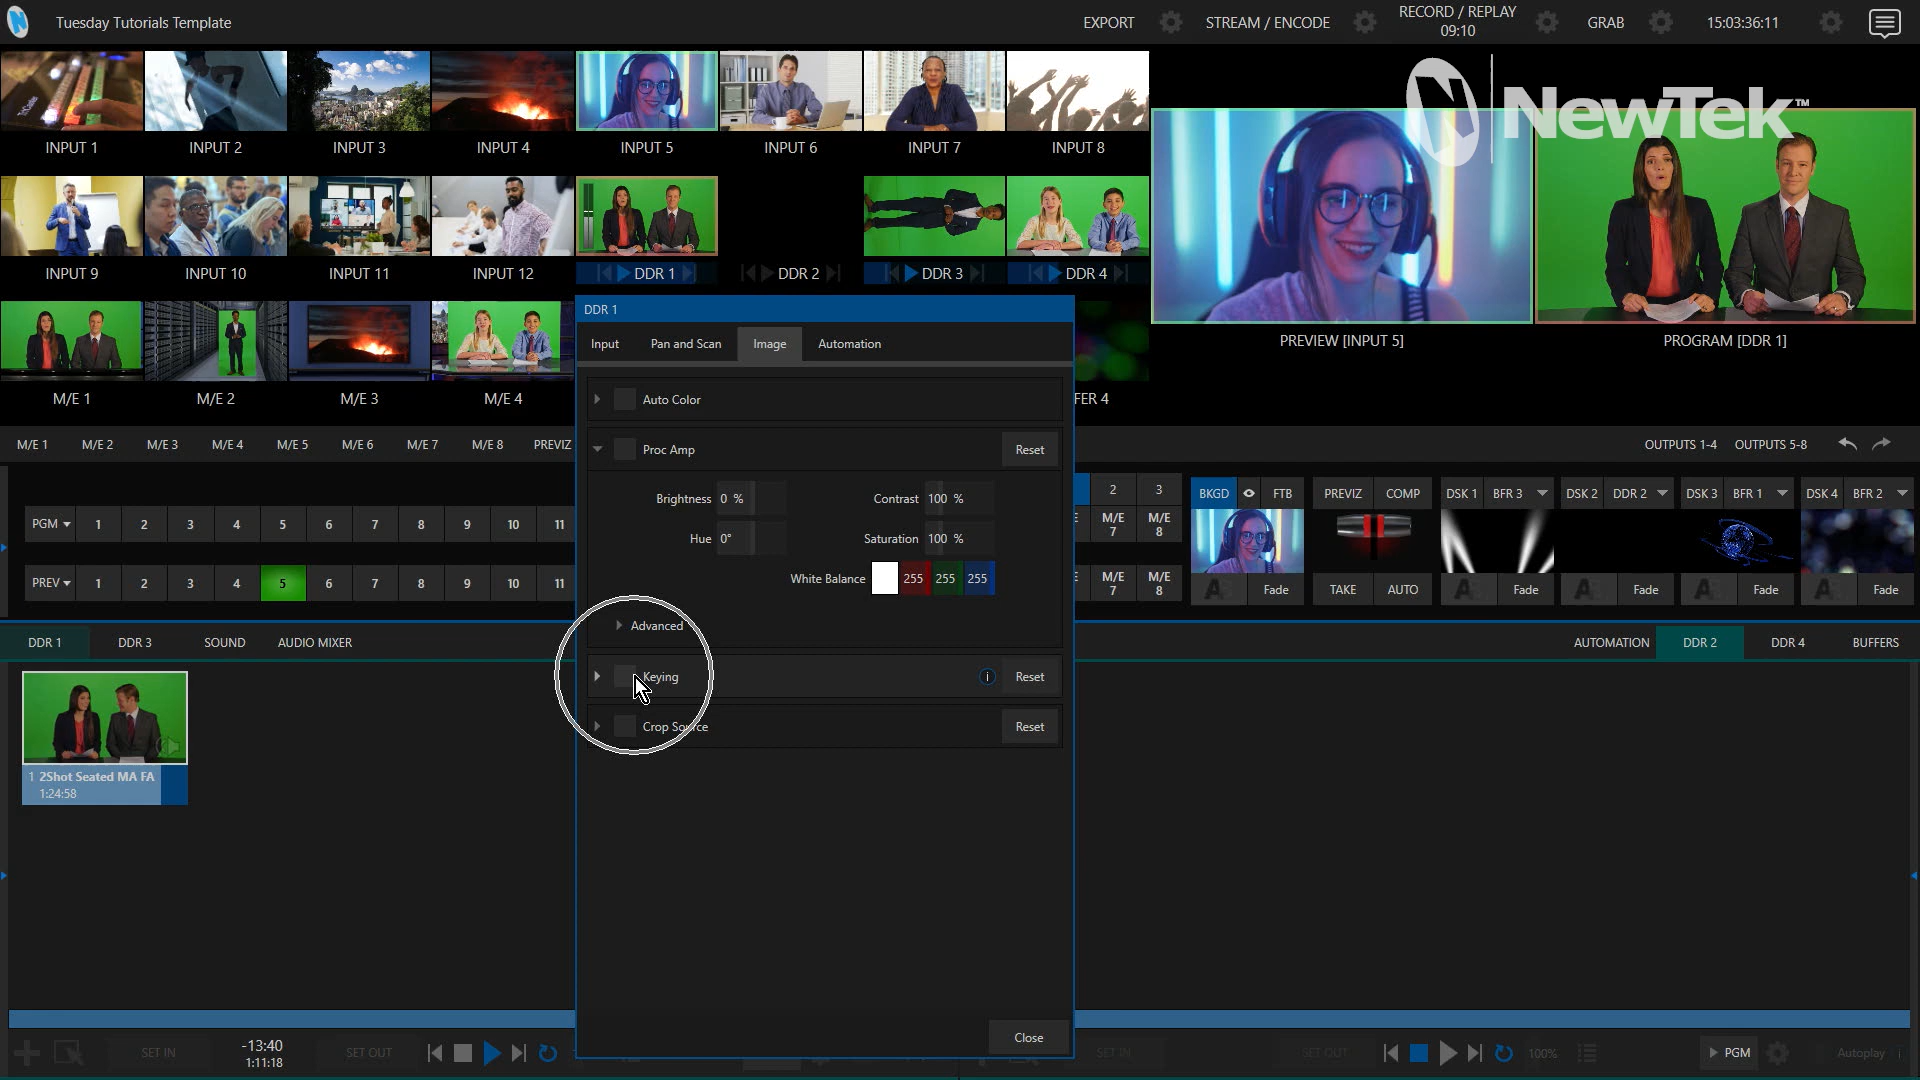 Tuesday Tutorials Template
EXPORT
STREAM / ENCODE
RECORD / REPLAY
09:10
GRAB
15:03:36:11
NewTek™
INPUT 1
INPUT 2
INPUT 3
INPUT 4
INPUT 5
INPUT 6
INPUT 7
INPUT 8
INPUT 9
INPUT 10
INPUT 11
INPUT 12
DDR 1
DDR 2
DDR 3
DDR 4
PREVIEW [INPUT 5]
PROGRAM [DDR 1]
M/E 1
M/E 2
M/E 3
M/E 4
FER 4
M/E 1 M/E 2 M/E 3 M/E 4 M/E 5 M/E 6 M/E 7 M/E 8 PREVIZ
OUTPUTS 1-4 OUTPUTS 5-8
DDR 1
Input Pan and Scan Image Automation
Auto Color
Proc Amp Reset
Brightness 0 % Contrast 100 %
Hue 0° Saturation 100 %
White Balance 255 255 255
Advanced
Keying i Reset
Crop Source Reset
Close
PGM 1 2 3 4 5 6 7 8 9 10 11
PREV 1 2 3 4 5 6 7 8 9 10 11
2 3
M/E 7 M/E 8
M/E 7 M/E 8
BKGD FTB
Fade
PREVIZ COMP
TAKE AUTO
DSK 1 BFR 3
Fade
DSK 2 DDR 2
Fade
DSK 3 BFR 1
Fade
DSK 4 BFR 2
Fade
DDR 1 DDR 3 SOUND AUDIO MIXER
AUTOMATION DDR 2 DDR 4 BUFFERS
1 2Shot Seated MA FA
1:24:58
SET IN
-13:40
1:11:18
SET OUT
SET IN
SET OUT
100%
PGM
Autoplay